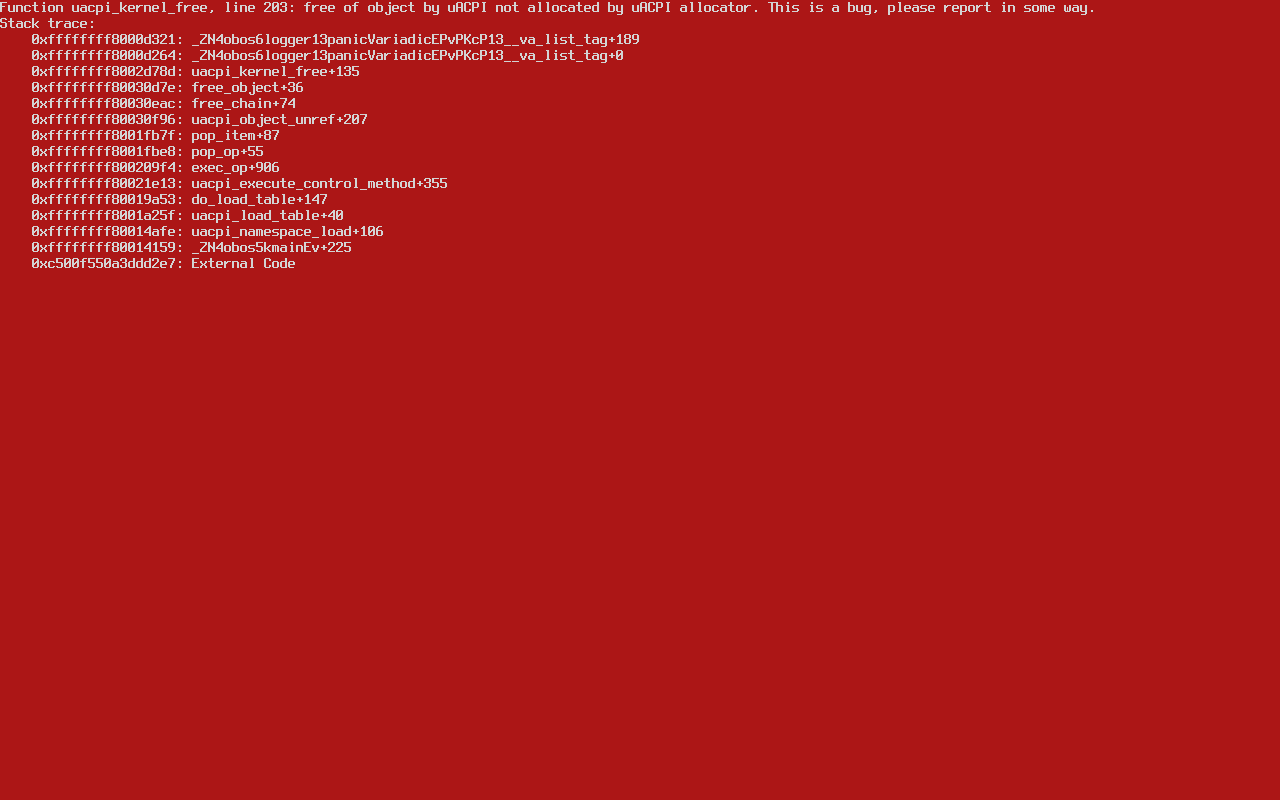 Function uacpi_kernel_free, line 203: free of object by uACPI not allocated by uACPI allocator. This is a bug, please report in some way.
Stack trace:
    0xffffffff8000d321: _ZN4obos6logger13panicVariadicEPvPKcP13__va_list_tag+189
    0xffffffff8000d264: _ZN4obos6logger13panicVariadicEPvPKcP13__va_list_tag+0
    0xffffffff8002d78d: uacpi_kernel_free+135
    0xffffffff80030d7e: free_object+36
    0xffffffff80030eac: free_chain+74
    0xffffffff80030f96: uacpi_object_unref+207
    0xffffffff8001fb7f: pop_item+87
    0xffffffff8001fbe8: pop_op+55
    0xffffffff800209f4: exec_op+906
    0xffffffff80021e13: uacpi_execute_control_method+355
    0xffffffff80019a53: do_load_table+147
    0xffffffff8001a25f: uacpi_load_table+40
    0xffffffff80014afe: uacpi_namespace_load+106
    0xffffffff80014159: _ZN4obos5kmainEv+225
    0xc500f550a3ddd2e7: External Code